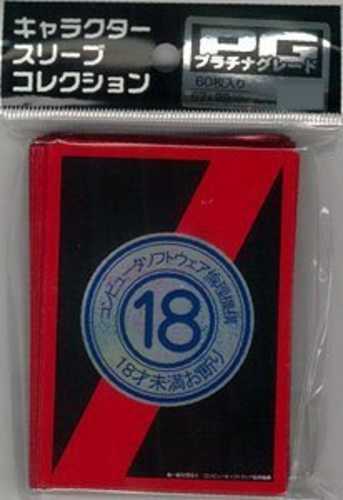 キャラクター
スリーブ
コレクション
PG
プラチナグレード
60枚入り
コンピュータソフトウェア倫理機構
18
18才未満お断り